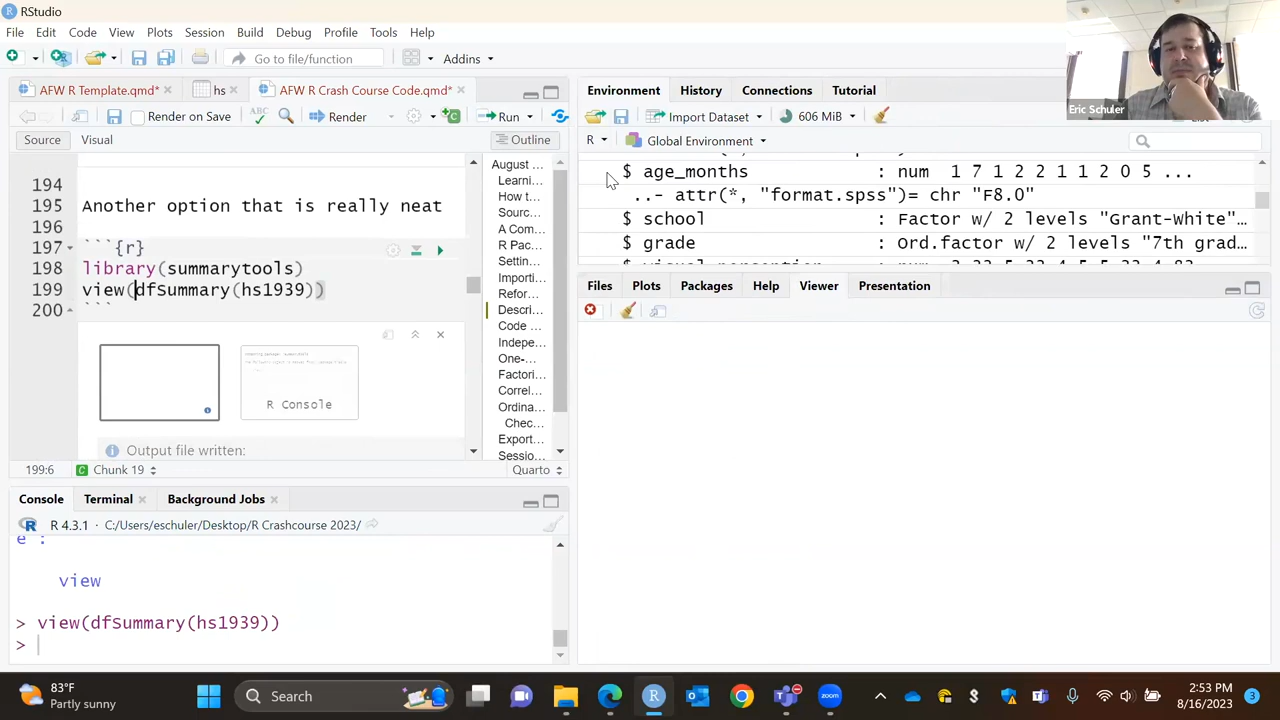 RStudio
File Edit Code View Plots Session Build Debug Profile Tools Help
Go to file/function Addins
AFW R Template.qmd* hs AFW R Crash Course Code.qmd*
Render on Save ABC Render Run
Source Visual Outline
194
195 Another option that is really neat
196
197 ```{r}
198 library(summarytools)
199 view(dfSummary(hs1939))
200 ```
R Console
Output file written:
199:6 Chunk 19 Quarto
August ...
Learni...
How t...
Sourc...
A Com...
R Pac...
Settin...
Importi...
Refor...
Descri...
Code ...
Indepe...
One-...
Factori...
Correl...
Ordina...
Chec...
Export...
Sessio...
Console Terminal Background Jobs
R 4.3.1 · C:/Users/eschuler/Desktop/R Crashcourse 2023/
e':
view
> view(dfSummary(hs1939))
>
Environment History Connections Tutorial
Import Dataset 606 MiB
R Global Environment
$ age_months : num 1 7 1 2 2 1 1 2 0 5 ...
..- attr(*, "format.spss")= chr "F8.0"
$ school : Factor w/ 2 levels "Grant-White"…
$ grade : Ord.factor w/ 2 levels "7th grad…
Files Plots Packages Help Viewer Presentation
Eric Schuler
83°F
Partly sunny
Search
zoom
2:53 PM
8/16/2023
3